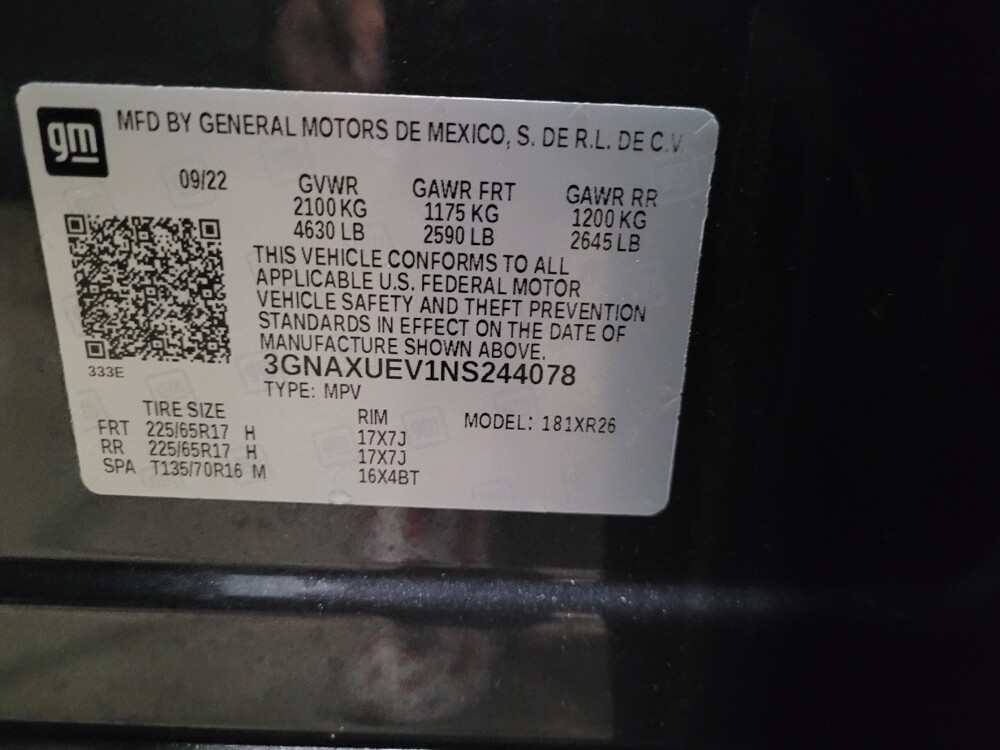 gm
MFD BY GENERAL MOTORS DE MEXICO, S. DE R.L. DE C.V.
09/22 GVWR GAWR FRT GAWR RR
2100 KG 1175 KG 1200 KG
4630 LB 2590 LB 2645 LB
THIS VEHICLE CONFORMS TO ALL
APPLICABLE U.S. FEDERAL MOTOR
VEHICLE SAFETY AND THEFT PREVENTION
STANDARDS IN EFFECT ON THE DATE OF
MANUFACTURE SHOWN ABOVE.
333E
3GNAXUEV1NS244078
TYPE: MPV
TIRE SIZE RIM MODEL: 181XR26
FRT 225/65R17 H 17X7J
RR 225/65R17 H 17X7J
SPA T135/70R16 M 16X4BT